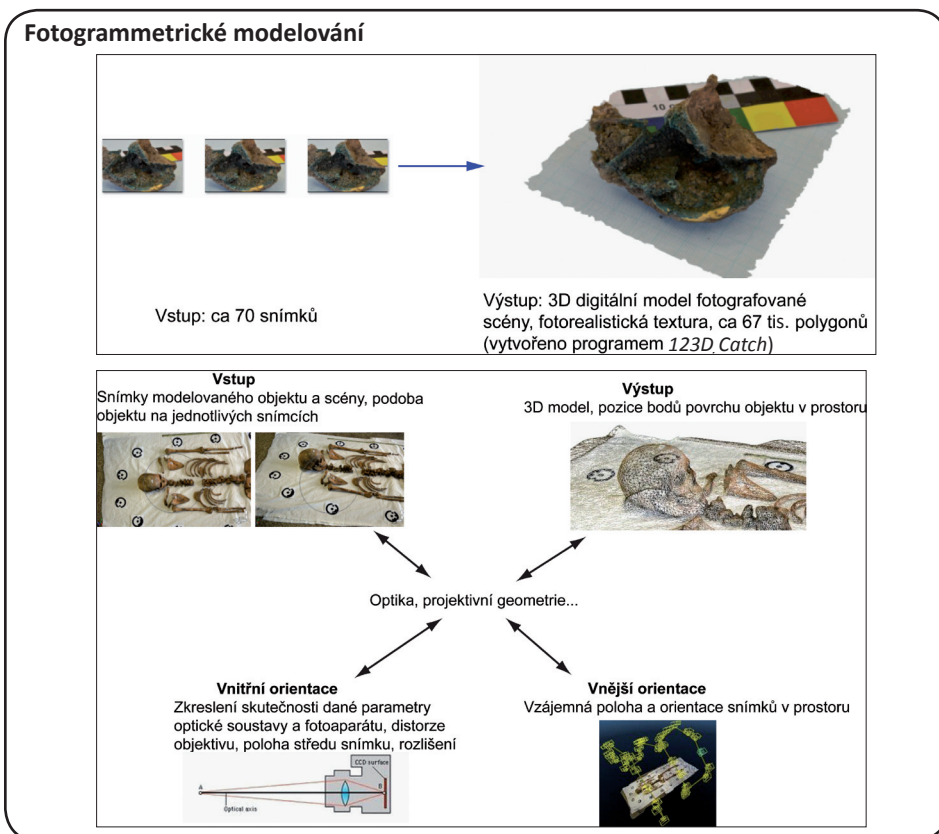 Fotogrammetrické modelování
10
Vstup: ca 70 snímků
Výstup: 3D digitální model fotografované
scény, fotorealistická textura, ca 67 tis. polygonů
(vytvořeno programem 123D Catch)
Vstup
Snímky modelovaného objektu a scény, podoba
objektu na jednotlivých snímcích
Výstup
3D model, pozice bodů povrchu objektu v prostoru
Optika, projektivní geometrie...
Vnitřní orientace
Zkreslení skutečnosti dané parametry
optické soustavy a fotoaparátu, distorze
objektivu, poloha středu snímku, rozlišení
CCD surface
A
B
Optical axis
Vnější orientace
Vzájemná poloha a orientace snímků v prostoru